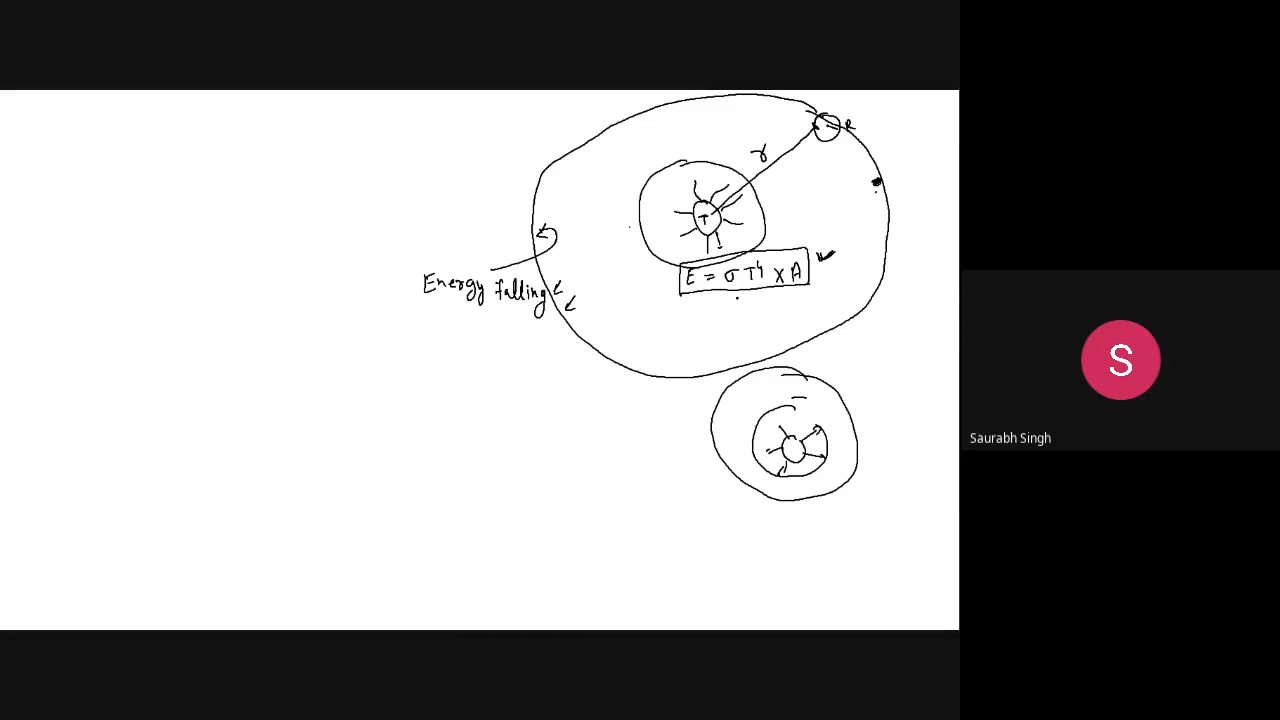 R
r
T
E = σT⁴ × A
Energy falling
S
Saurabh Singh